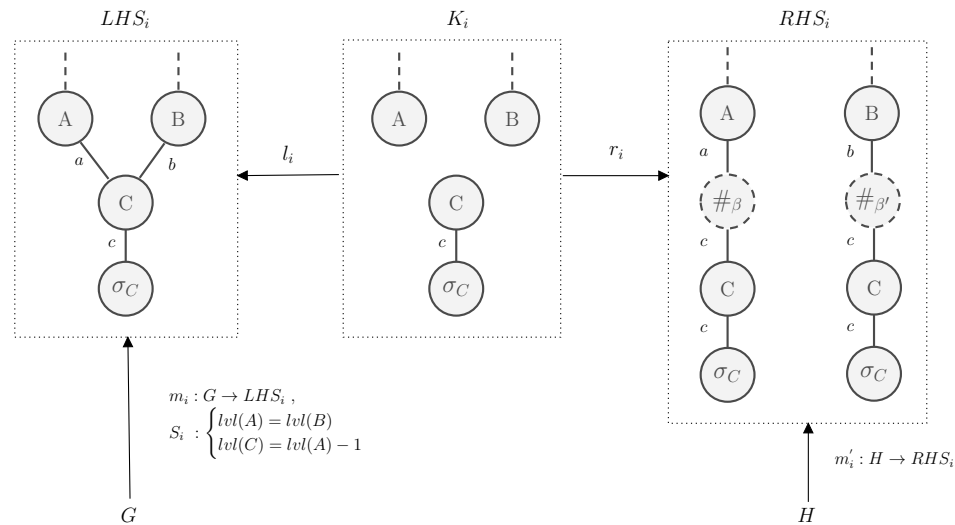 LHS_i
K_i
RHS_i
A
B
a
b
C
c
σ_C
l_i
A
B
C
c
σ_C
r_i
A
B
a
b
#_β
#_β'
c
c
C
C
c
c
σ_C
σ_C
m_i : G → LHS_i ,
S_i : { lvl(A) = lvl(B)
lvl(C) = lvl(A) − 1
m'_i : H → RHS_i
G
H